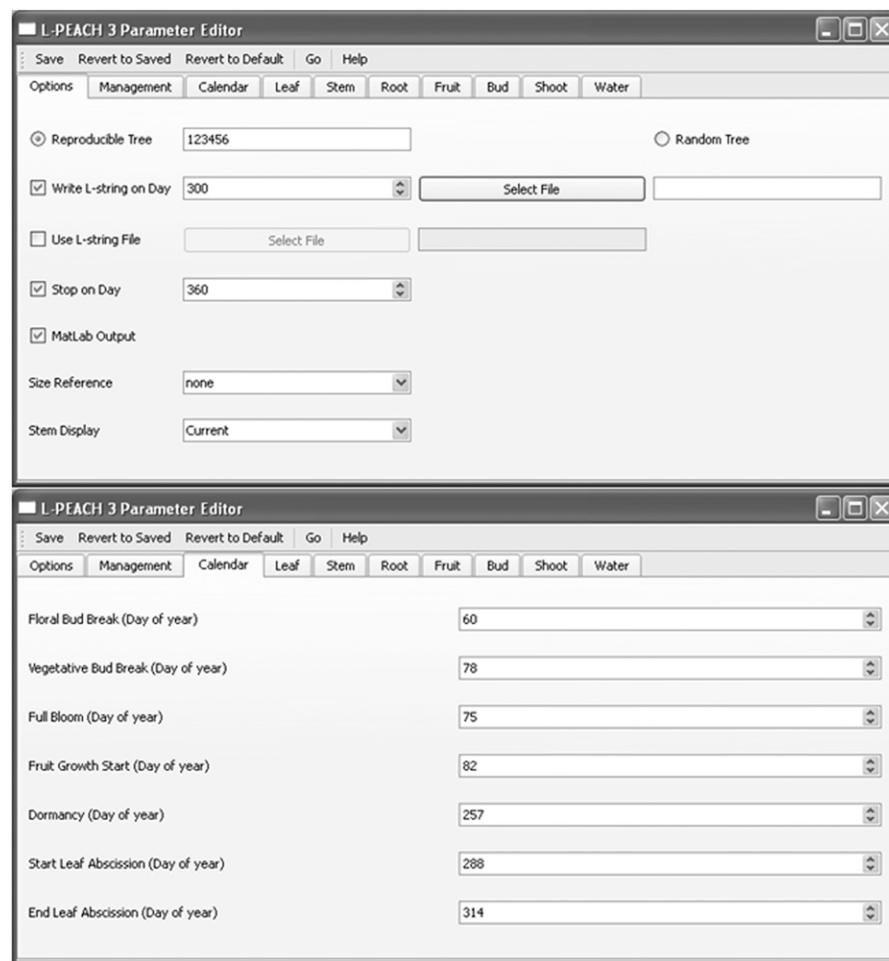 L-PEACH 3 Parameter Editor
Save Revert to Saved Revert to Default Go Help
Options Management Calendar Leaf Stem Root Fruit Bud Shoot Water
Reproducible Tree 123456 Random Tree
Write L-string on Day 300 Select File
Use L-string File Select File
Stop on Day 360
MatLab Output
Size Reference none
Stem Display Current
L-PEACH 3 Parameter Editor
Save Revert to Saved Revert to Default Go Help
Options Management Calendar Leaf Stem Root Fruit Bud Shoot Water
Floral Bud Break (Day of year) 60
Vegetative Bud Break (Day of year) 78
Full Bloom (Day of year) 75
Fruit Growth Start (Day of year) 82
Dormancy (Day of year) 257
Start Leaf Abscission (Day of year) 288
End Leaf Abscission (Day of year) 314